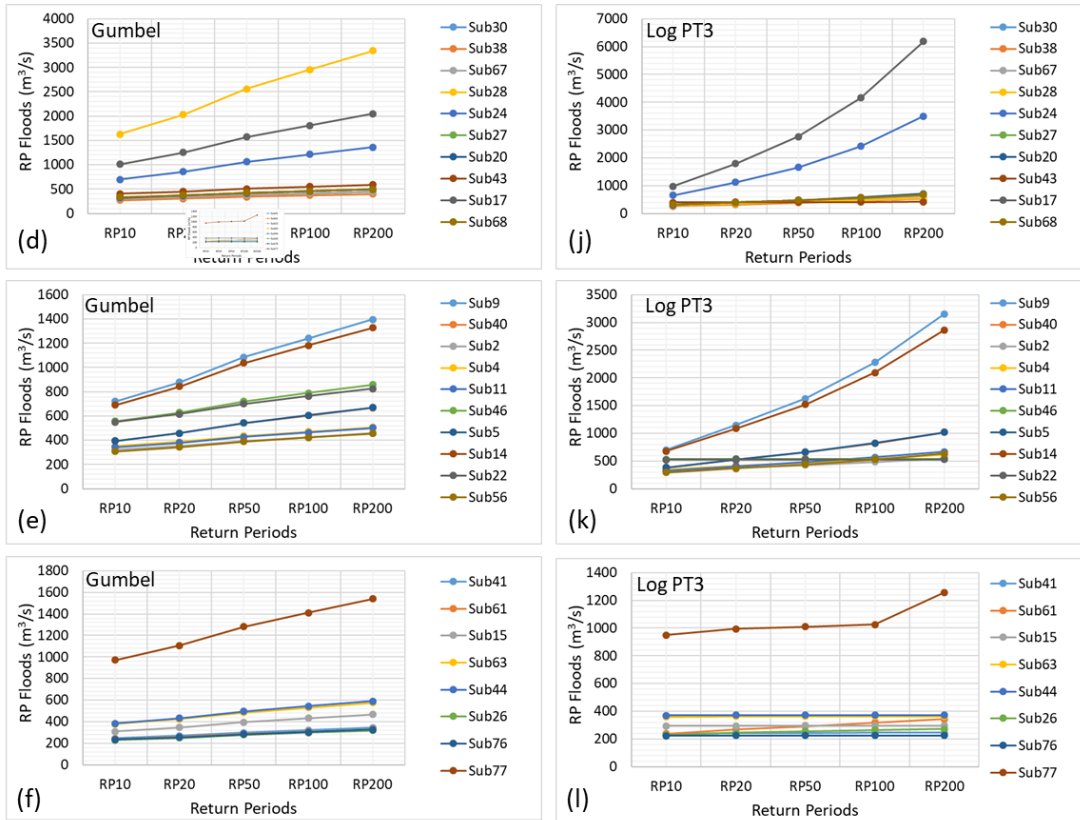 Gumbel
RP Floods (m³/s)
4000
3500
3000
2500
2000
1500
1000
500
0
RP10
RP200
RP100
Return Periods
(d)
Sub30
Sub38
Sub67
Sub28
Sub24
Sub27
Sub20
Sub43
Sub17
Sub68
Log PT3
RP Floods (m³/s)
7000
6000
5000
4000
3000
2000
1000
0
RP10
RP20
RP50
RP100
RP200
Return Periods
(j)
Sub30
Sub38
Sub67
Sub28
Sub24
Sub27
Sub20
Sub43
Sub17
Sub68
Gumbel
RP Floods (m³/s)
1600
1400
1200
1000
800
600
400
200
0
RP10
RP20
RP50
RP100
RP200
Return Periods
(e)
Sub9
Sub40
Sub2
Sub4
Sub11
Sub46
Sub5
Sub14
Sub22
Sub56
Log PT3
RP Floods (m³/s)
3500
3000
2500
2000
1500
1000
500
0
RP10
RP20
RP50
RP100
RP200
Return Periods
(k)
Sub9
Sub40
Sub2
Sub4
Sub11
Sub46
Sub5
Sub14
Sub22
Sub56
Gumbel
RP Floods (m³/s)
1800
1600
1400
1200
1000
800
600
400
200
0
RP10
RP20
RP50
RP100
RP200
Return Periods
(f)
Sub41
Sub61
Sub15
Sub63
Sub44
Sub26
Sub76
Sub77
Log PT3
RP Floods (m³/s)
1400
1200
1000
800
600
400
200
0
RP10
RP20
RP50
RP100
RP200
Return Periods
(l)
Sub41
Sub61
Sub15
Sub63
Sub44
Sub26
Sub76
Sub77